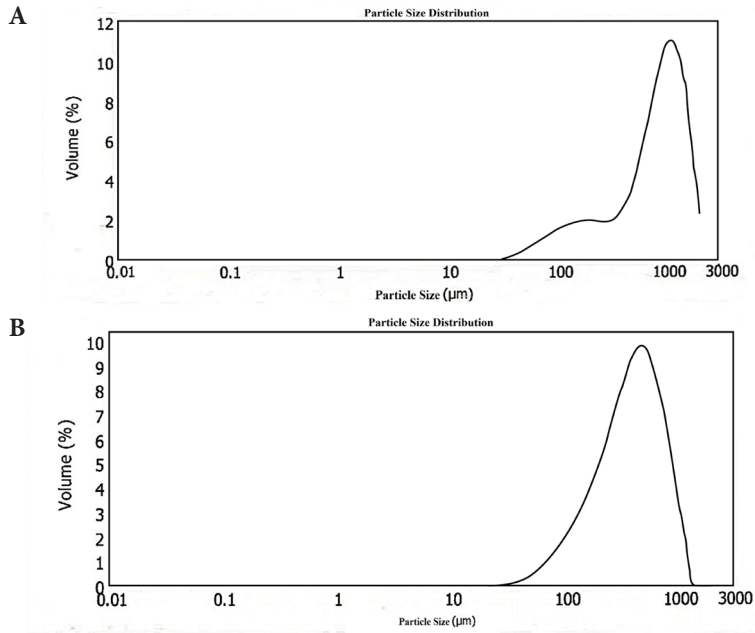 A
Particle Size Distribution
Volume (%)
12
10
8
6
4
2
0
0.01 0.1 1 10 100 1000 3000
Particle Size (µm)
B
Particle Size Distribution
Volume (%)
10
9
8
7
6
5
4
3
2
1
0
0.01 0.1 1 10 100 1000 3000
Particle Size (µm)